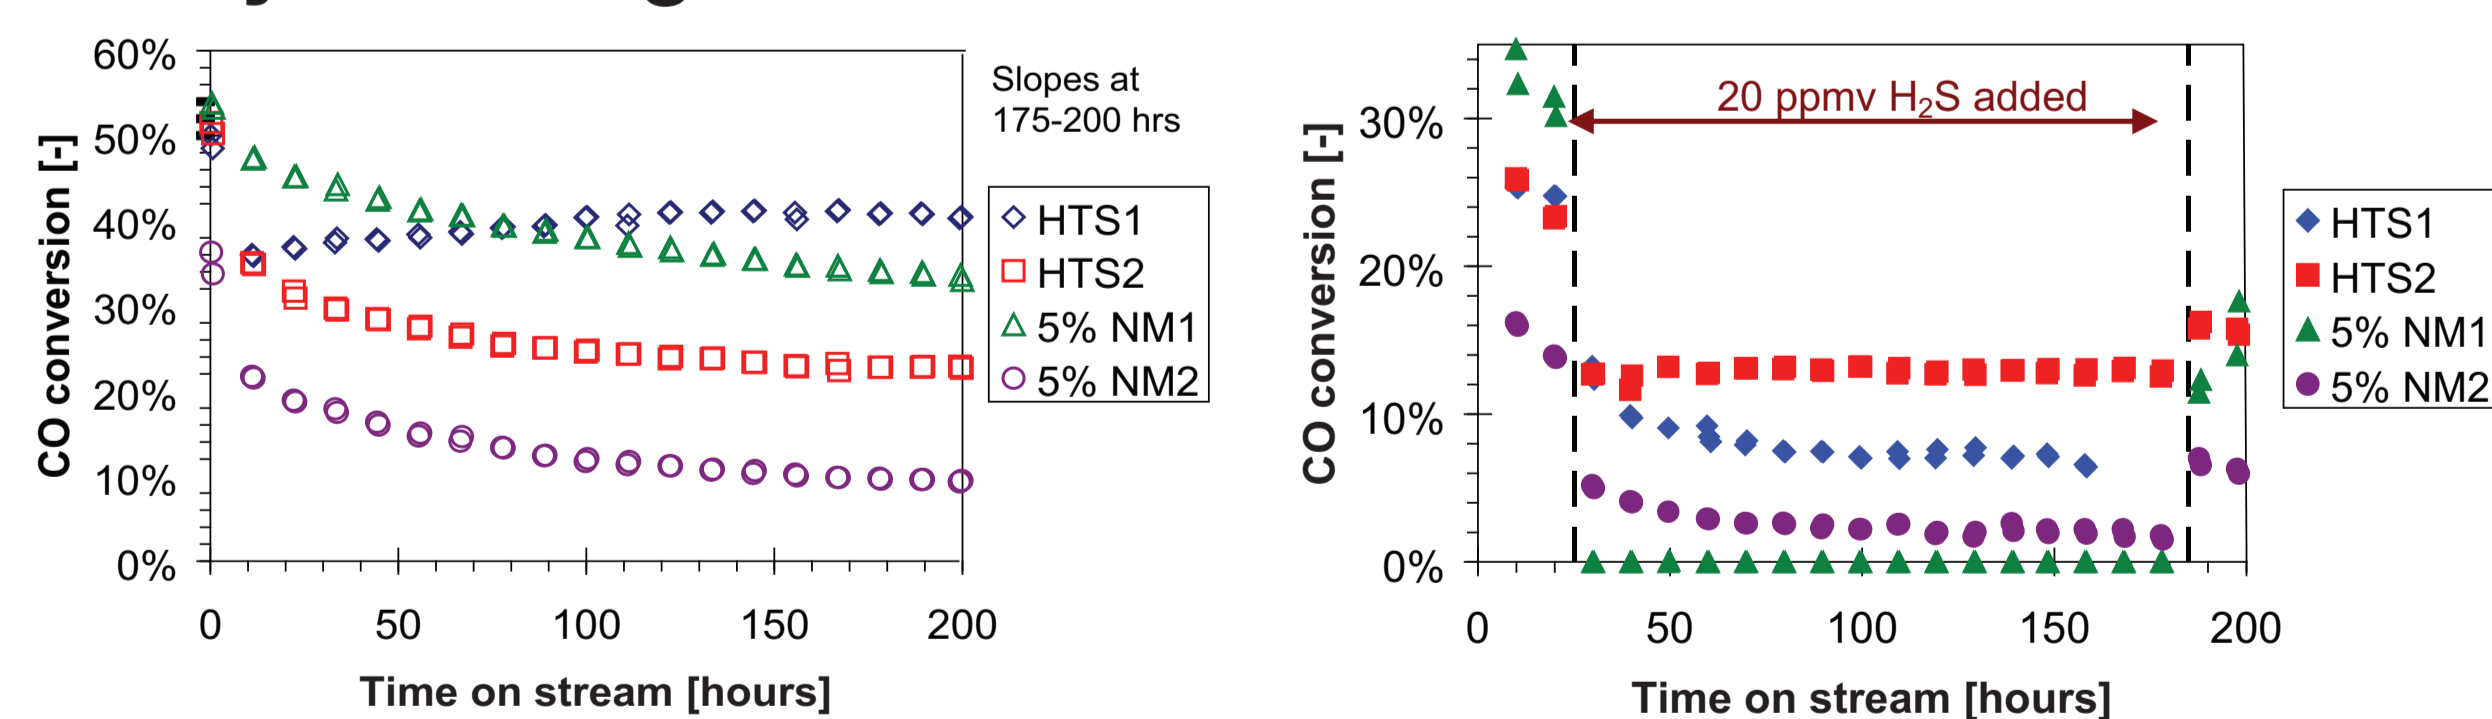 60%
50%
40%
30%
20%
10%
0%
CO conversion [-]
0 50 100 150 200
Time on stream [hours]
Slopes at
175-200 hrs
HTS1
HTS2
5% NM1
5% NM2
30%
20%
10%
0%
CO conversion [-]
20 ppmv H₂S added
0 50 100 150 200
Time on stream [hours]
HTS1
HTS2
5% NM1
5% NM2